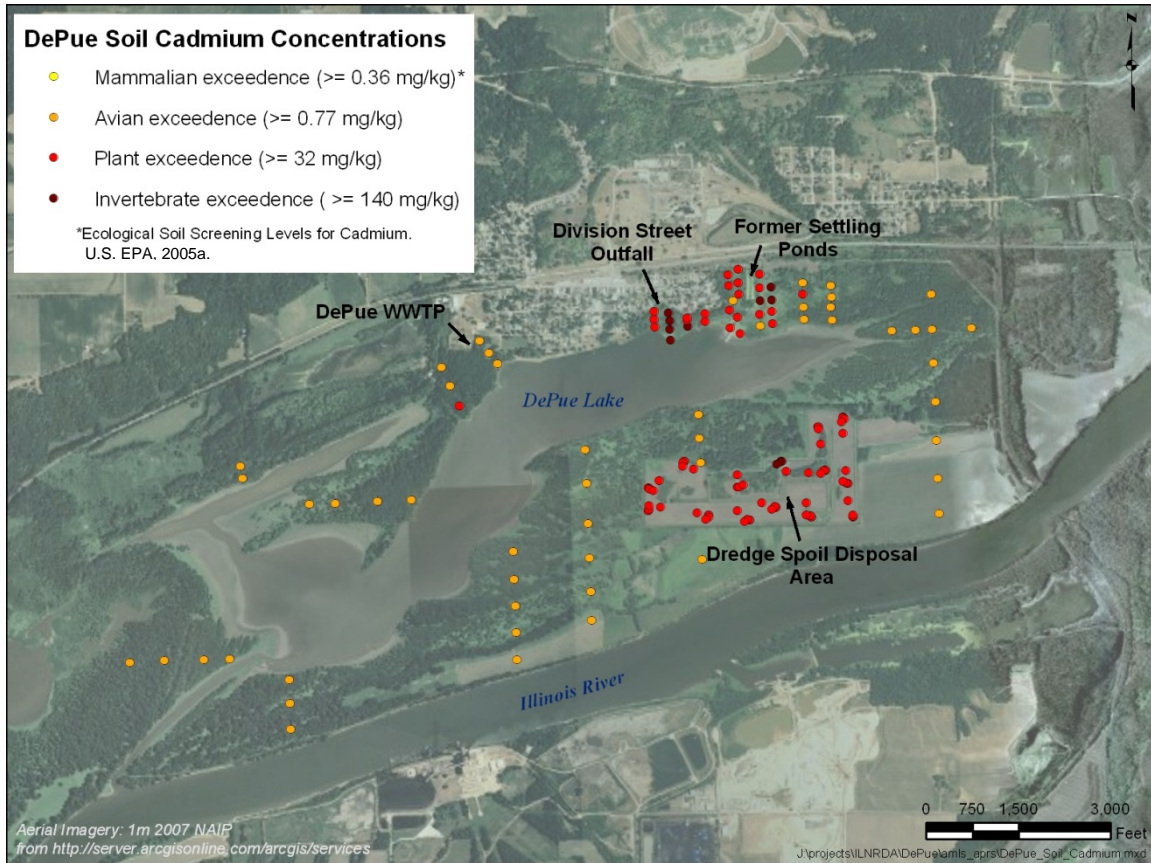 DePue Soil Cadmium Concentrations
Mammalian exceedence (>= 0.36 mg/kg)*
Avian exceedence (>= 0.77 mg/kg)
Plant exceedence (>= 32 mg/kg)
Invertebrate exceedence ( >= 140 mg/kg)
*Ecological Soil Screening Levels for Cadmium.
U.S. EPA, 2005a.
N
Division Street
Outfall
Former Settling
Ponds
DePue WWTP
DePue Lake
Dredge Spoil Disposal
Area
Illinois River
0 750 1,500 3,000
Feet
Aerial Imagery: 1m 2007 NAIP
from http://server.arcgisonline.com/arcgis/services
J:\projects\ILNRDA\DePue\amls_aprs\DePue_Soil_Cadmium.mxd